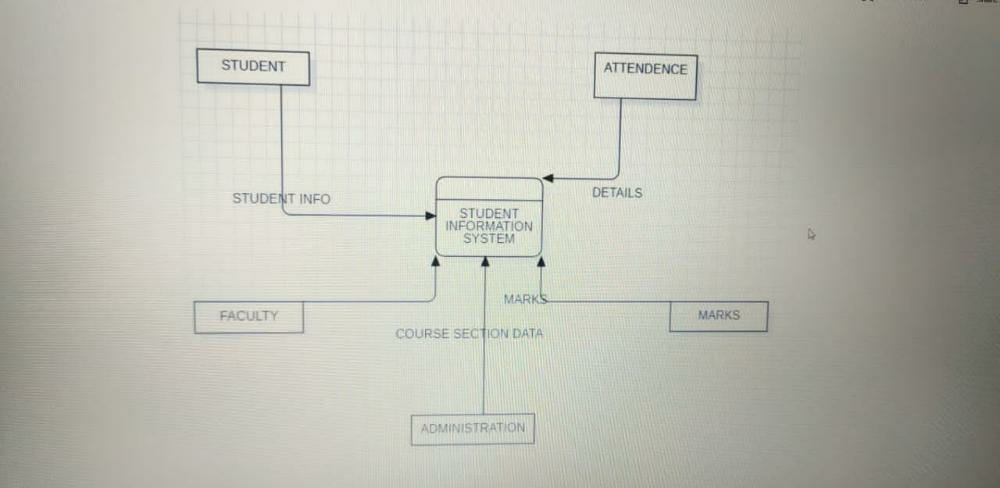 STUDENT
ATTENDENCE
STUDENT INFO
DETAILS
STUDENT
INFORMATION
SYSTEM
MARKS
FACULTY
MARKS
COURSE SECTION DATA
ADMINISTRATION